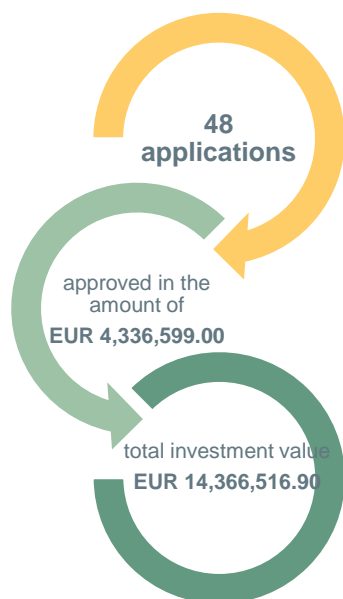 48
applications
approved in the
amount of
EUR 4,336,599.00
total investment value
EUR 14,366,516.90